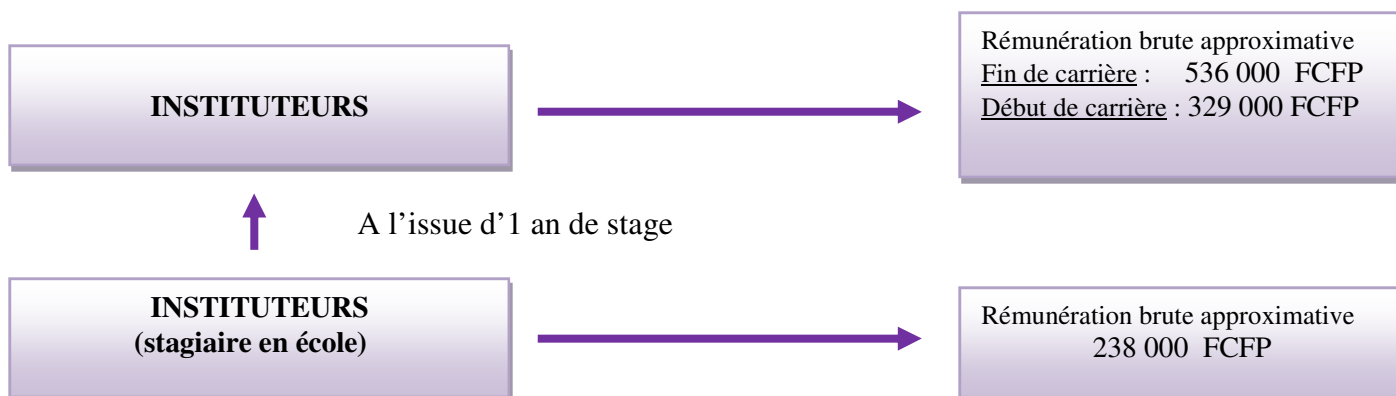 INSTITUTEURS
Rémunération brute approximative
Fin de carrière : 536 000 FCFP
Début de carrière : 329 000 FCFP
A l’issue d’1 an de stage
INSTITUTEURS
(stagiaire en école)
Rémunération brute approximative
238 000 FCFP